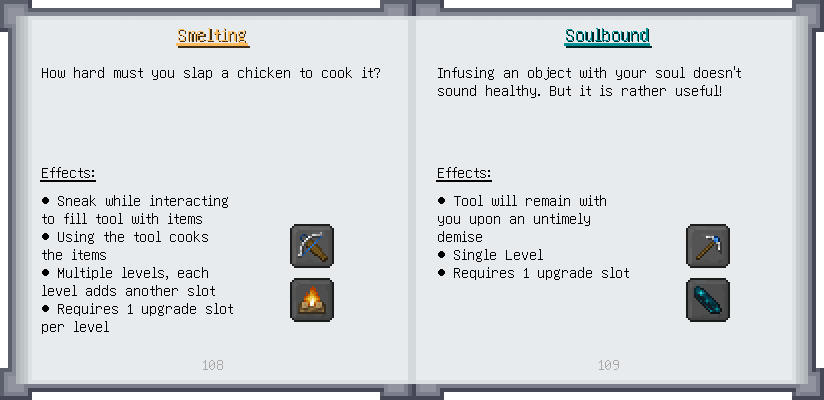 Smelting
How hard must you slap a chicken to cook it?
Effects:
● Sneak while interacting
to fill tool with items
● Using the tool cooks
the items
● Multiple levels, each
level adds another slot
● Requires 1 upgrade slot
per level
108
Soulbound
Infusing an object with your soul doesn't
sound healthy. But it is rather useful!
Effects:
● Tool will remain with
you upon an untimely
demise
● Single Level
● Requires 1 upgrade slot
109